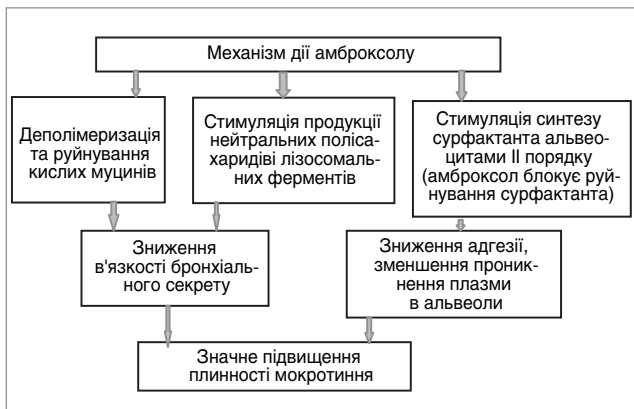 Механізм дії амброксолу
Деполімеризація
та руйнування
кислих муцинів
Стимуляція продукції
нейтральних поліса-
харидіві лізосомаль-
них ферментів
Стимуляція синтезу
сурфактанта альвео-
цитами II порядку
(амброксол блокує руй-
нування сурфактанта)
Зниження
в'язкості бронхіаль-
ного секрету
Зниження адгезії,
зменшення проник-
нення плазми
в альвеоли
Значне підвищення
плинності мокротиння